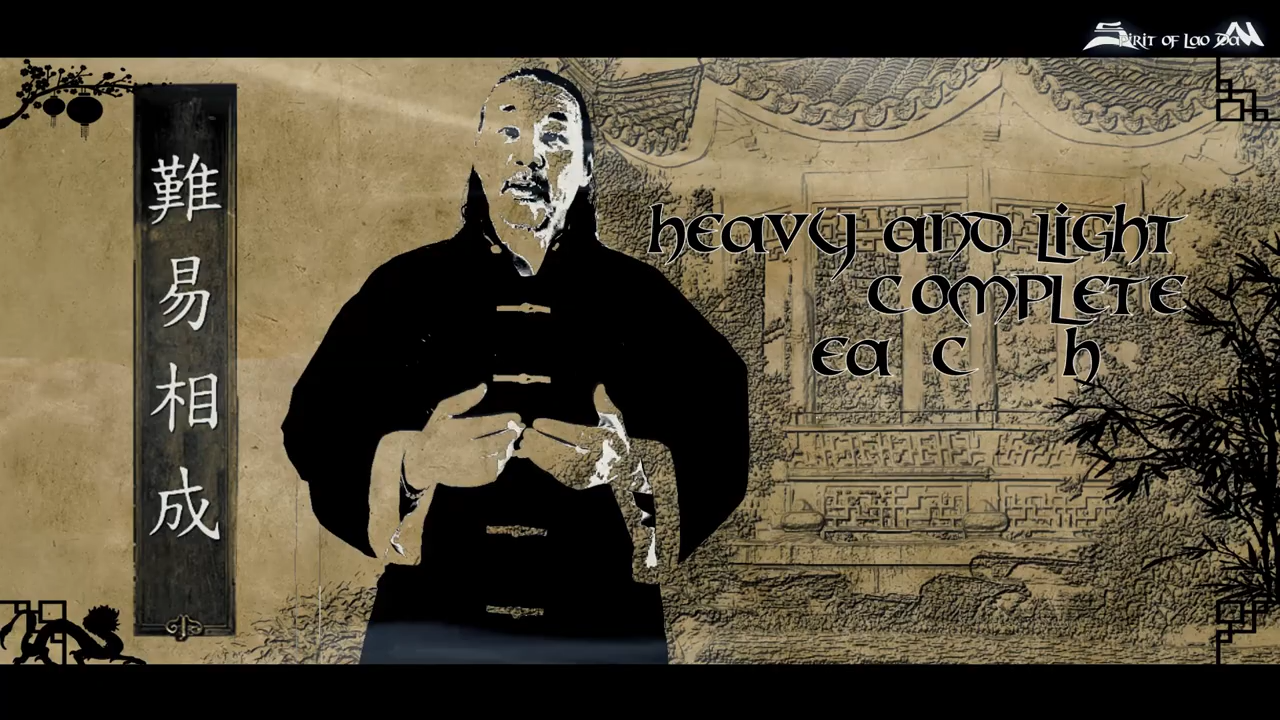 Spirit of Lao Dan
難易相成
heavy and light
complete
ea c h